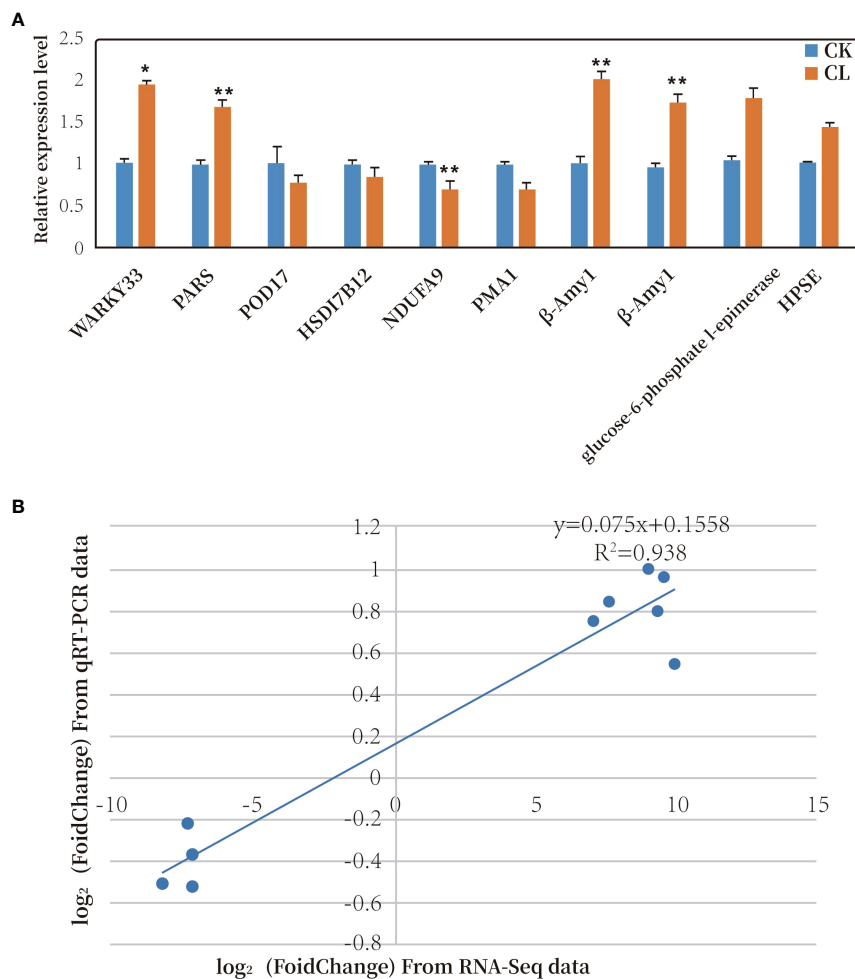 A
Relative expression level
2.5
2
1.5
1
0.5
0
* ** ** ** **
CK
CL
WARKY33
PARS
POD17
HSDI7B12
NDUFA9
PMA1
β-Amy1
β-Amy1
glucose-6-phosphate l-epimerase
HPSE
B
log₂ (FoidChange) From qRT-PCR data
y=0.075x+0.1558
R²=0.938
1.2
1
0.8
0.6
0.4
0.2
0
-0.2
-0.4
-0.6
-0.8
-10 -5 0 5 10 15
log₂ (FoidChange) From RNA-Seq data